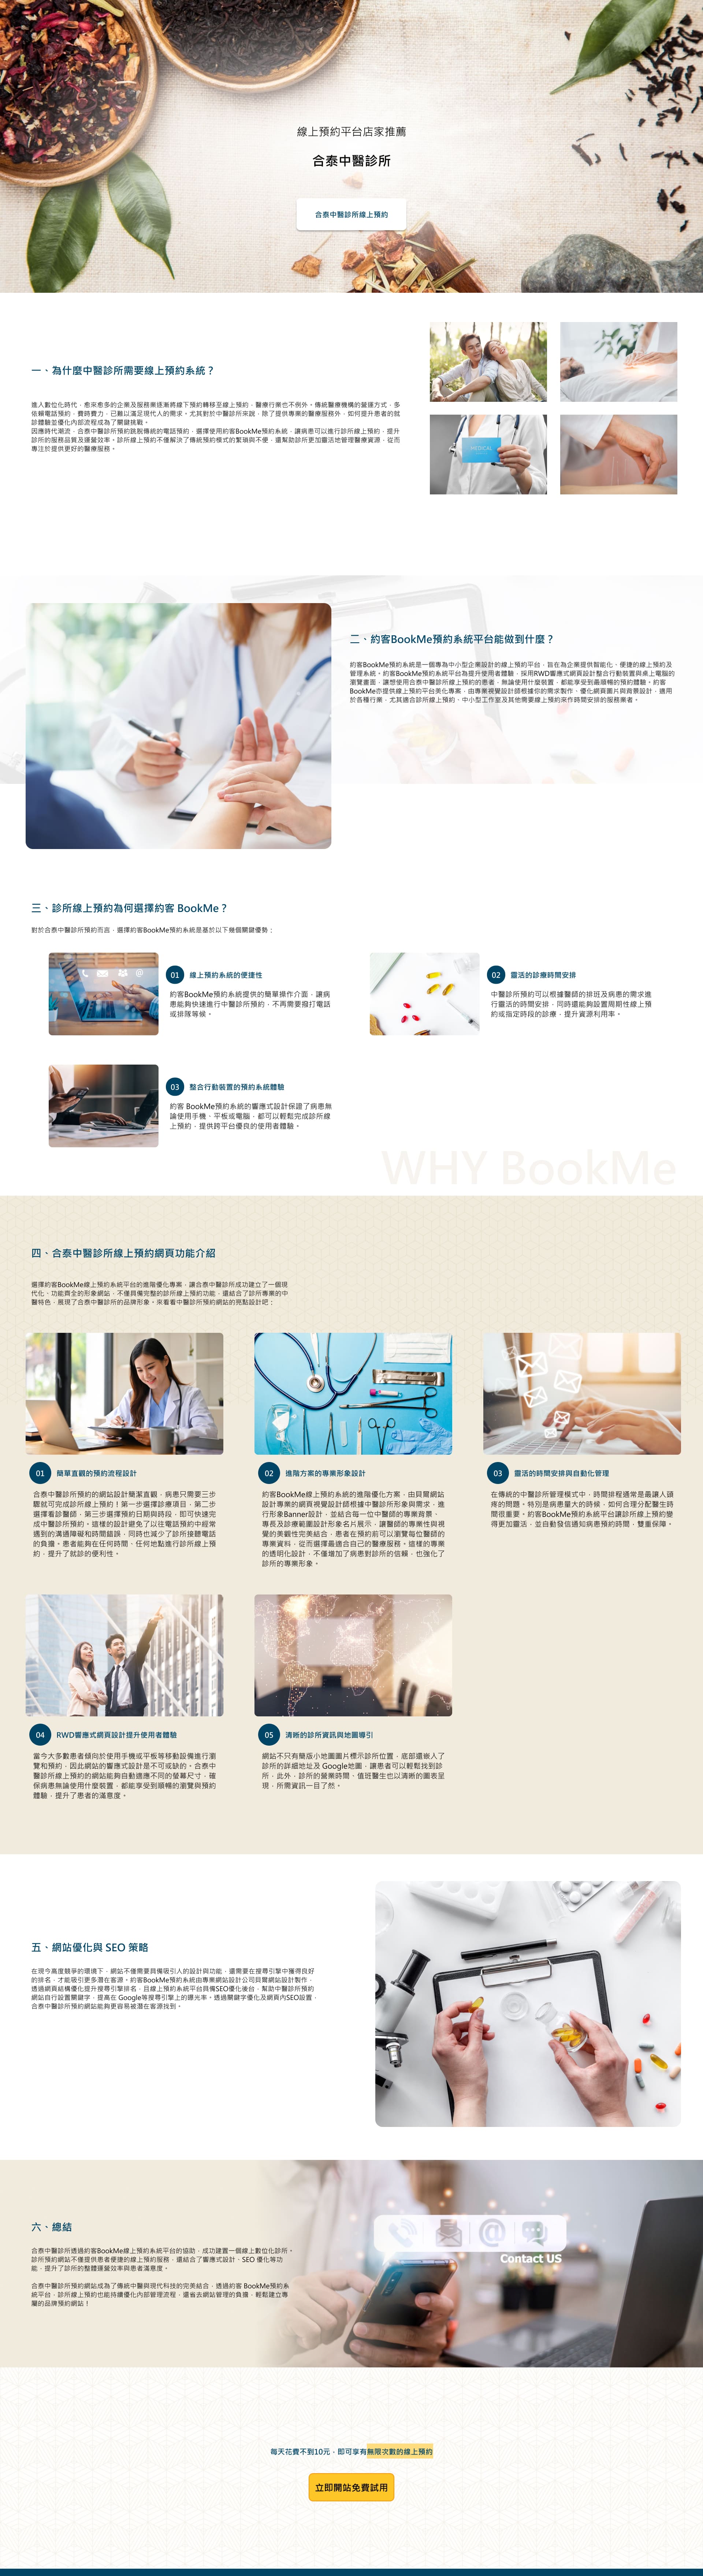 線上預約平台店家推薦
合泰中醫診所
合泰中醫診所線上預約
一、為什麼中醫診所需要線上預約系統？
進入數位化時代，愈來愈多的企業及服務業逐漸將線下預約轉移至線上預約，醫療行業也不例外。傳統醫療機構的營運方式，多
依賴電話預約，費時費力，已難以滿足現代人的需求。尤其對於中醫診所來說，除了提供專業的醫療服務外，如何提升患者的就
診體驗並優化內部流程成為了關鍵挑戰。
因應時代潮流，合泰中醫診所預約跳脫傳統的電話預約，選擇使用約客BookMe預約系統，讓病患可以進行診所線上預約，提升
診所的服務品質及運營效率。診所線上預約不僅解決了傳統預約模式的繁瑣與不便，還幫助診所更加靈活地管理醫療資源，從而
專注於提供更好的醫療服務。
MEDICAL
二、約客BookMe預約系統平台能做到什麼？
約客BookMe預約系統是一個專為中小型企業設計的線上預約平台，旨在為企業提供智能化、便捷的線上預約及
管理系統。約客BookMe預約系統平台為提升使用者體驗，採用RWD響應式網頁設計整合行動裝置與桌上電腦的
瀏覽畫面，讓想使用合泰中醫診所線上預約的患者，無論使用什麼裝置，都能享受到最順暢的預約體驗。約客
BookMe亦提供線上預約平台美化專案，由專業視覺設計師根據你的需求製作，優化網頁圖片與背景設計，適用
於各種行業，尤其適合診所線上預約、中小型工作室及其他需要線上預約來作時間安排的服務業者。
三、診所線上預約為何選擇約客 BookMe？
對於合泰中醫診所預約而言，選擇約客BookMe預約系統是基於以下幾個關鍵優勢：
01 線上預約系統的便捷性
約客BookMe預約系統提供的簡單操作介面，讓病
患能夠快速進行中醫診所預約，不再需要撥打電話
或排隊等候。
02 靈活的診療時間安排
中醫診所預約可以根據醫師的排班及病患的需求進
行靈活的時間安排，同時還能夠設置周期性線上預
約或指定時段的診療，提升資源利用率。
03 整合行動裝置的預約系統體驗
約客 BookMe預約系統的響應式設計保證了病患無
論使用手機，平板或電腦，都可以輕鬆完成診所線
上預約，提供跨平台優良的使用者體驗。
WHY BookMe
四、合泰中醫診所線上預約網頁功能介紹
選擇約客BookMe線上預約系統平台的進階優化專案，讓合泰中醫診所成功建立了一個現
代化、功能齊全的形象網站，不僅具備完整的診所線上預約功能，還結合了診所專業的中
醫特色，展現了合泰中醫診所的品牌形象。來看看中醫診所預約網站的亮點設計吧：
01 簡單直觀的預約流程設計
合泰中醫診所預約的網站設計簡潔直觀，病患只需要三步
驟就可完成診所線上預約！第一步選擇診療項目，第二步
選擇看診醫師，第三步選擇預約日期與時段，即可快速完
成中醫診所預約。這樣的設計避免了以往電話預約中經常
遇到的溝通障礙和時間錯誤，同時也減少了診所接聽電話
的負擔。患者能夠在任何時間、任何地點進行診所線上預
約，提升了就診的便利性。
02 進階方案的專業形象設計
約客BookMe線上預約系統的進階優化方案，由貝爾網站
設計專業的網頁視覺設計師根據中醫診所形象與需求，進
行形象Banner設計，並結合每一位中醫師的專業背景、
專長及診療範圍設計形象名片展示，讓醫師的專業性與視
覺的美觀性完美結合，患者在預約前可以瀏覽每位醫師的
專業資料，從而選擇最適合自己的醫療服務。這樣的專業
的透明化設計，不僅增加了病患對診所的信賴，也強化了
診所的專業形象。
03 靈活的時間安排與自動化管理
在傳統的中醫診所管理模式中，時間排程通常是最讓人頭
疼的問題。特別是病患量大的時候，如何合理分配醫生時
間很重要。約客BookMe預約系統平台讓診所線上預約變
得更加靈活，並自動發信通知病患預約時間，雙重保障。
04 RWD響應式網頁設計提升使用者體驗
當今大多數患者傾向於使用手機或平板等移動設備進行瀏
覽和預約，因此網站的響應式設計是不可或缺的。合泰中
醫診所線上預約的網站能夠自動適應不同的螢幕尺寸，確
保病患無論使用什麼裝置，都能享受到順暢的瀏覽與預約
體驗，提升了患者的滿意度。
05 清晰的診所資訊與地圖導引
網站不只有簡版小地圖圖片標示診所位置，底部還嵌入了
診所的詳細地址及 Google地圖，讓患者可以輕鬆找到診
所，此外，診所的營業時間、值班醫生也以清晰的圖表呈
現，所需資訊一目了然。
五、網站優化與 SEO 策略
在現今高度競爭的環境下，網站不僅需要具備吸引人的設計與功能，還需要在搜尋引擎中獲得良好
的排名，才能吸引更多潛在客源。約客BookMe預約系統由專業網站設計公司貝爾網站設計製作，
透過網頁結構優化提升搜尋引擎排名，且線上預約系統平台具備SEO優化後台，幫助中醫診所預約
網站自行設置關鍵字，提高在 Google等搜尋引擎上的曝光率。透過關鍵字優化及網頁內SEO設置，
合泰中醫診所預約網站能夠更容易被潛在客源找到。
六、總結
合泰中醫診所透過約客BookMe線上預約系統平台的協助，成功建置一個線上數位化診所。
診所預約網站不僅提供患者便捷的線上預約服務，還結合了響應式設計、SEO 優化等功
能，提升了診所的整體運營效率與患者滿意度。
合泰中醫診所預約網站成為了傳統中醫與現代科技的完美結合，透過約客 BookMe預約系
統平台，診所線上預約也能持續優化內部管理流程，還省去網站管理的負擔，輕鬆建立專
屬的品牌預約網站！
Contact US
每天花費不到10元，即可享有無限次數的線上預約
立即開站免費試用